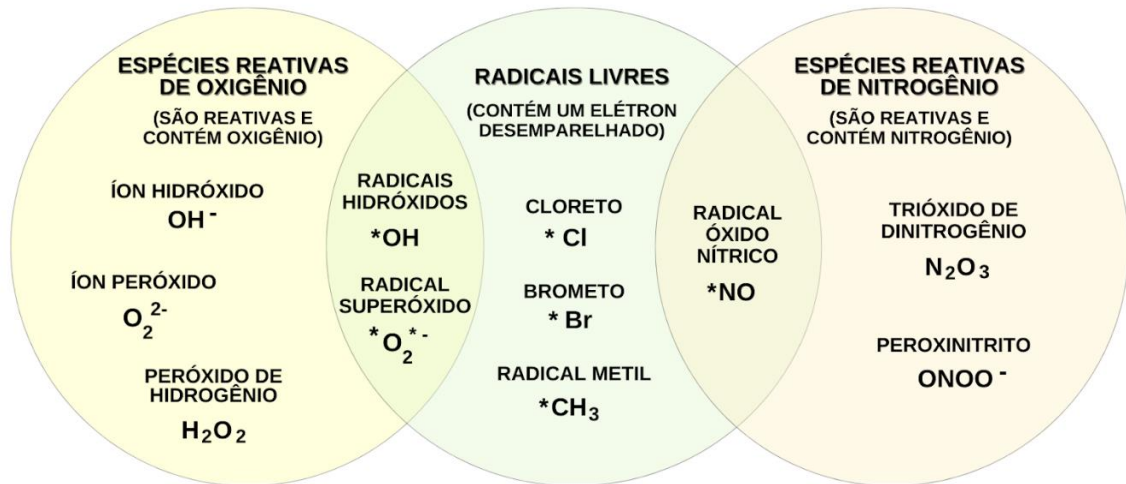 ESPÉCIES REATIVAS
DE OXIGÊNIO
(SÃO REATIVAS E
CONTÉM OXIGÊNIO)
ÍON HIDRÓXIDO
OH⁻
ÍON PERÓXIDO
O₂²⁻
PERÓXIDO DE
HIDROGÊNIO
H₂O₂
RADICAIS
HIDRÓXIDOS
*OH
RADICAL
SUPERÓXIDO
*O₂*⁻
RADICAIS LIVRES
(CONTÉM UM ELÉTRON
DESEMPARELHADO)
CLORETO
* Cl
BROMETO
* Br
RADICAL METIL
*CH₃
RADICAL
ÓXIDO
NÍTRICO
*NO
ESPÉCIES REATIVAS
DE NITROGÊNIO
(SÃO REATIVAS E
CONTÉM NITROGÊNIO)
TRIÓXIDO DE
DINITROGÊNIO
N₂O₃
PEROXINITRITO
ONOO⁻